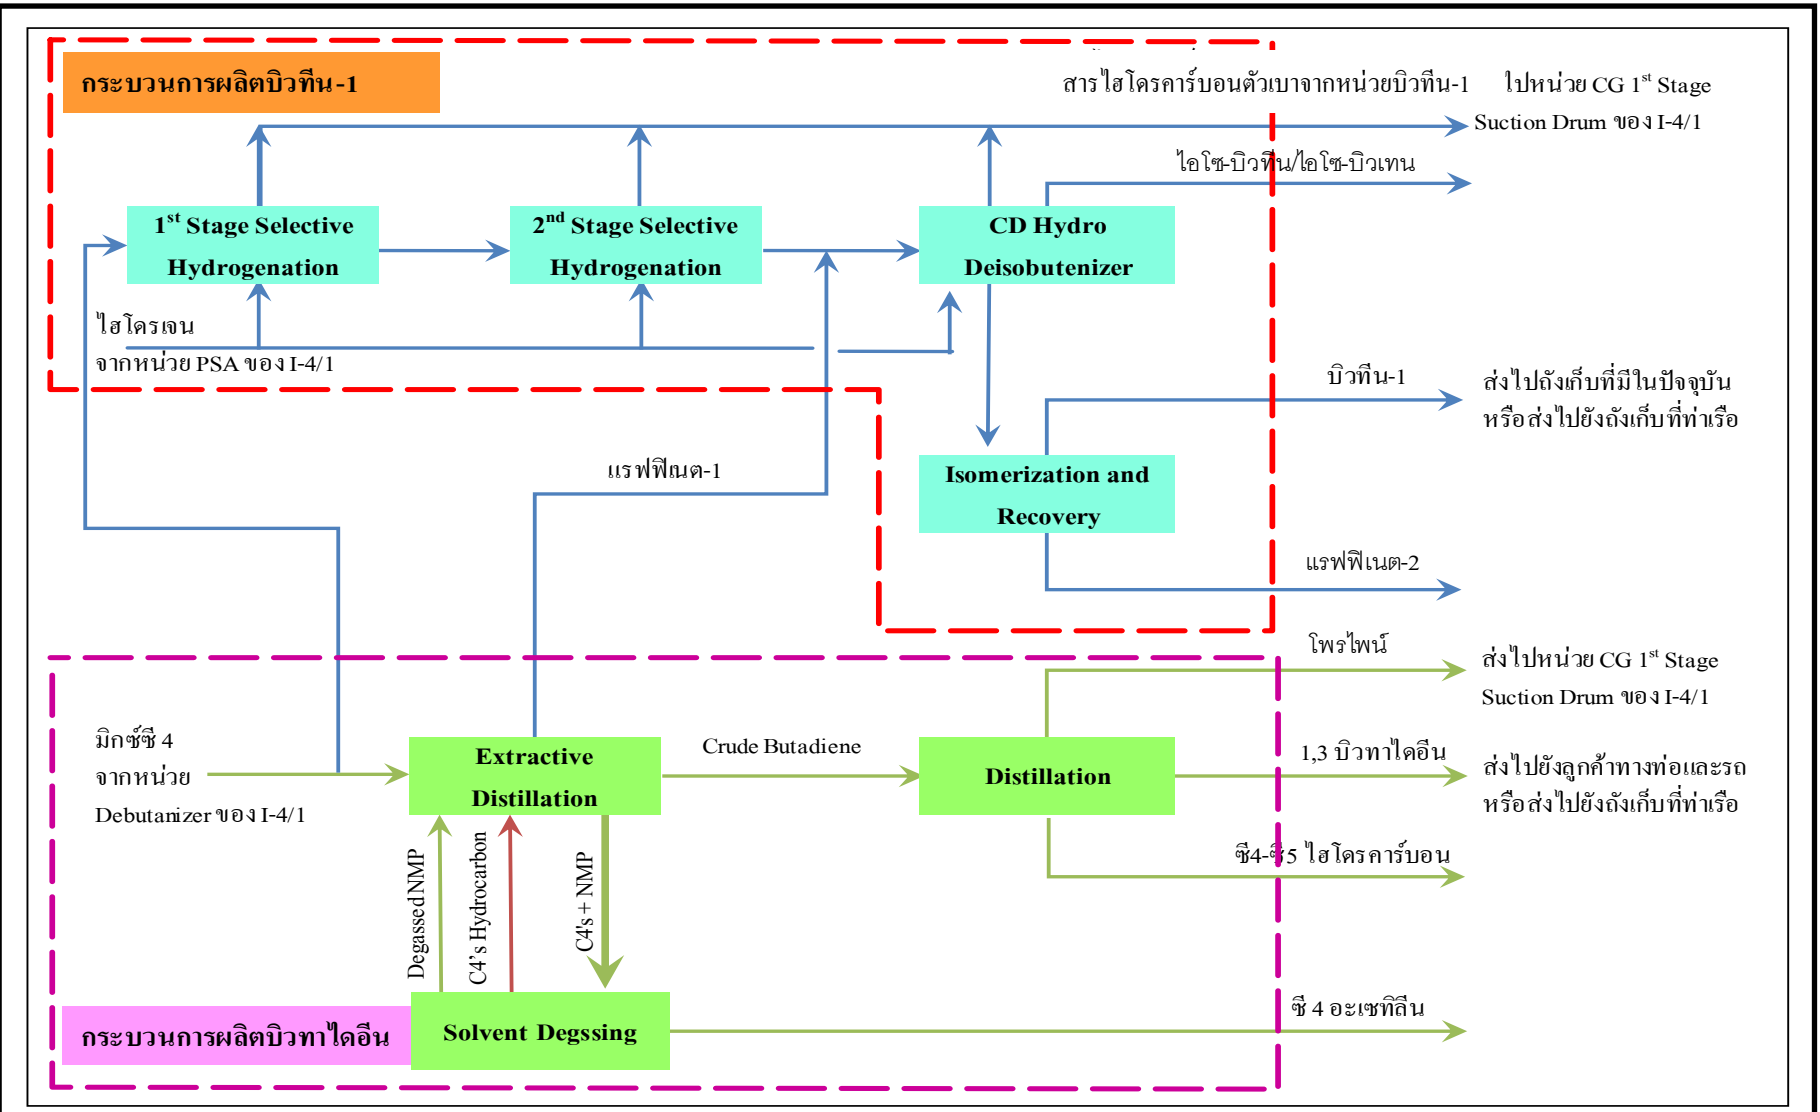 กระบวนการผลิตบิวทีน-1
สารไฮโดรคาร์บอนตัวเบาจากหน่วยบิวทีน-1
ไปหน่วย CG 1st Stage
Suction Drum ของ I-4/1
ไอโซ-บิวทีน/ไอโซ-บิวเทน
1st Stage Selective
Hydrogenation
2nd Stage Selective
Hydrogenation
CD Hydro
Deisobutenizer
ไฮโดรเจน
จากหน่วย PSA ของ I-4/1
บิวทีน-1
ส่งไปถังเก็บที่มีในปัจจุบัน
หรือส่งไปยังถังเก็บที่ท่าเรือ
แรฟฟิเนต-1
Isomerization and
Recovery
แรฟฟิเนต-2
โพรไพน์
ส่งไปหน่วย CG 1st Stage
Suction Drum ของ I-4/1
มิกซ์ซี 4
จากหน่วย
Debutanizer ของ I-4/1
Extractive
Distillation
Crude Butadiene
Distillation
1,3 บิวทาไดอีน
ส่งไปยังลูกค้าทางท่อและรถ
หรือส่งไปยังถังเก็บที่ท่าเรือ
ซี4-ซี5 ไฮโดรคาร์บอน
Degassed NMP
C4's Hydrocarbon
C4's + NMP
ซี 4 อะเซทิลีน
กระบวนการผลิตบิวทาไดอีน
Solvent Degssing